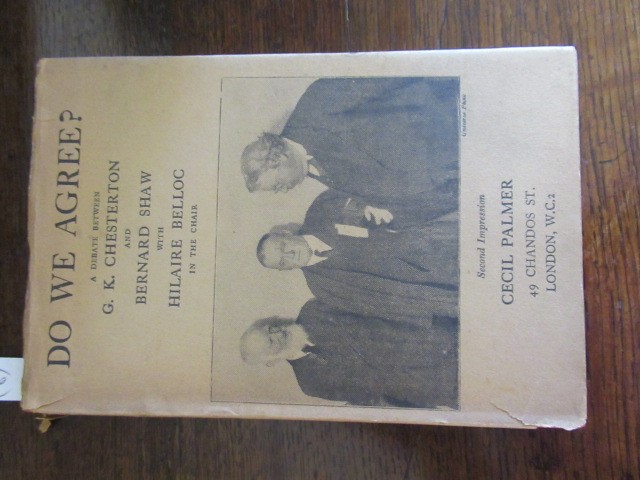 DO WE AGREE?
A DEBATE BETWEEN
G. K. CHESTERTON
AND
BERNARD SHAW
WITH
HILAIRE BELLOC
IN THE CHAIR
Second Impression
CECIL PALMER
49 CHANDOS ST.
LONDON, W.C.2